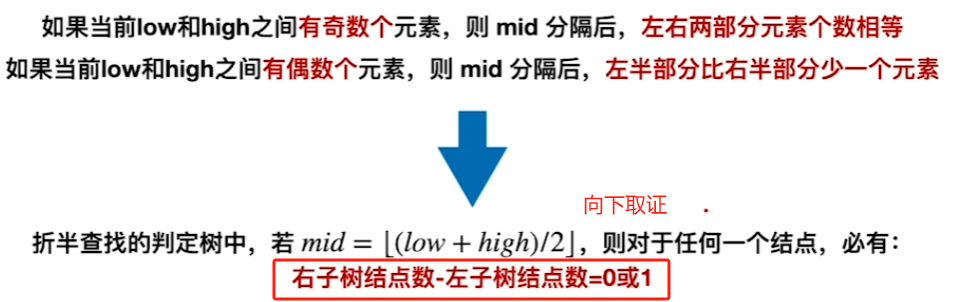 如果当前low和high之间有奇数个元素，则 mid 分隔后，左右两部分元素个数相等
如果当前low和high之间有偶数个元素，则 mid 分隔后，左半部分比右半部分少一个元素
向下取证
折半查找的判定树中，若 mid = ⌊(low + high)/2⌋，则对于任何一个结点，必有：
右子树结点数-左子树结点数=0或1